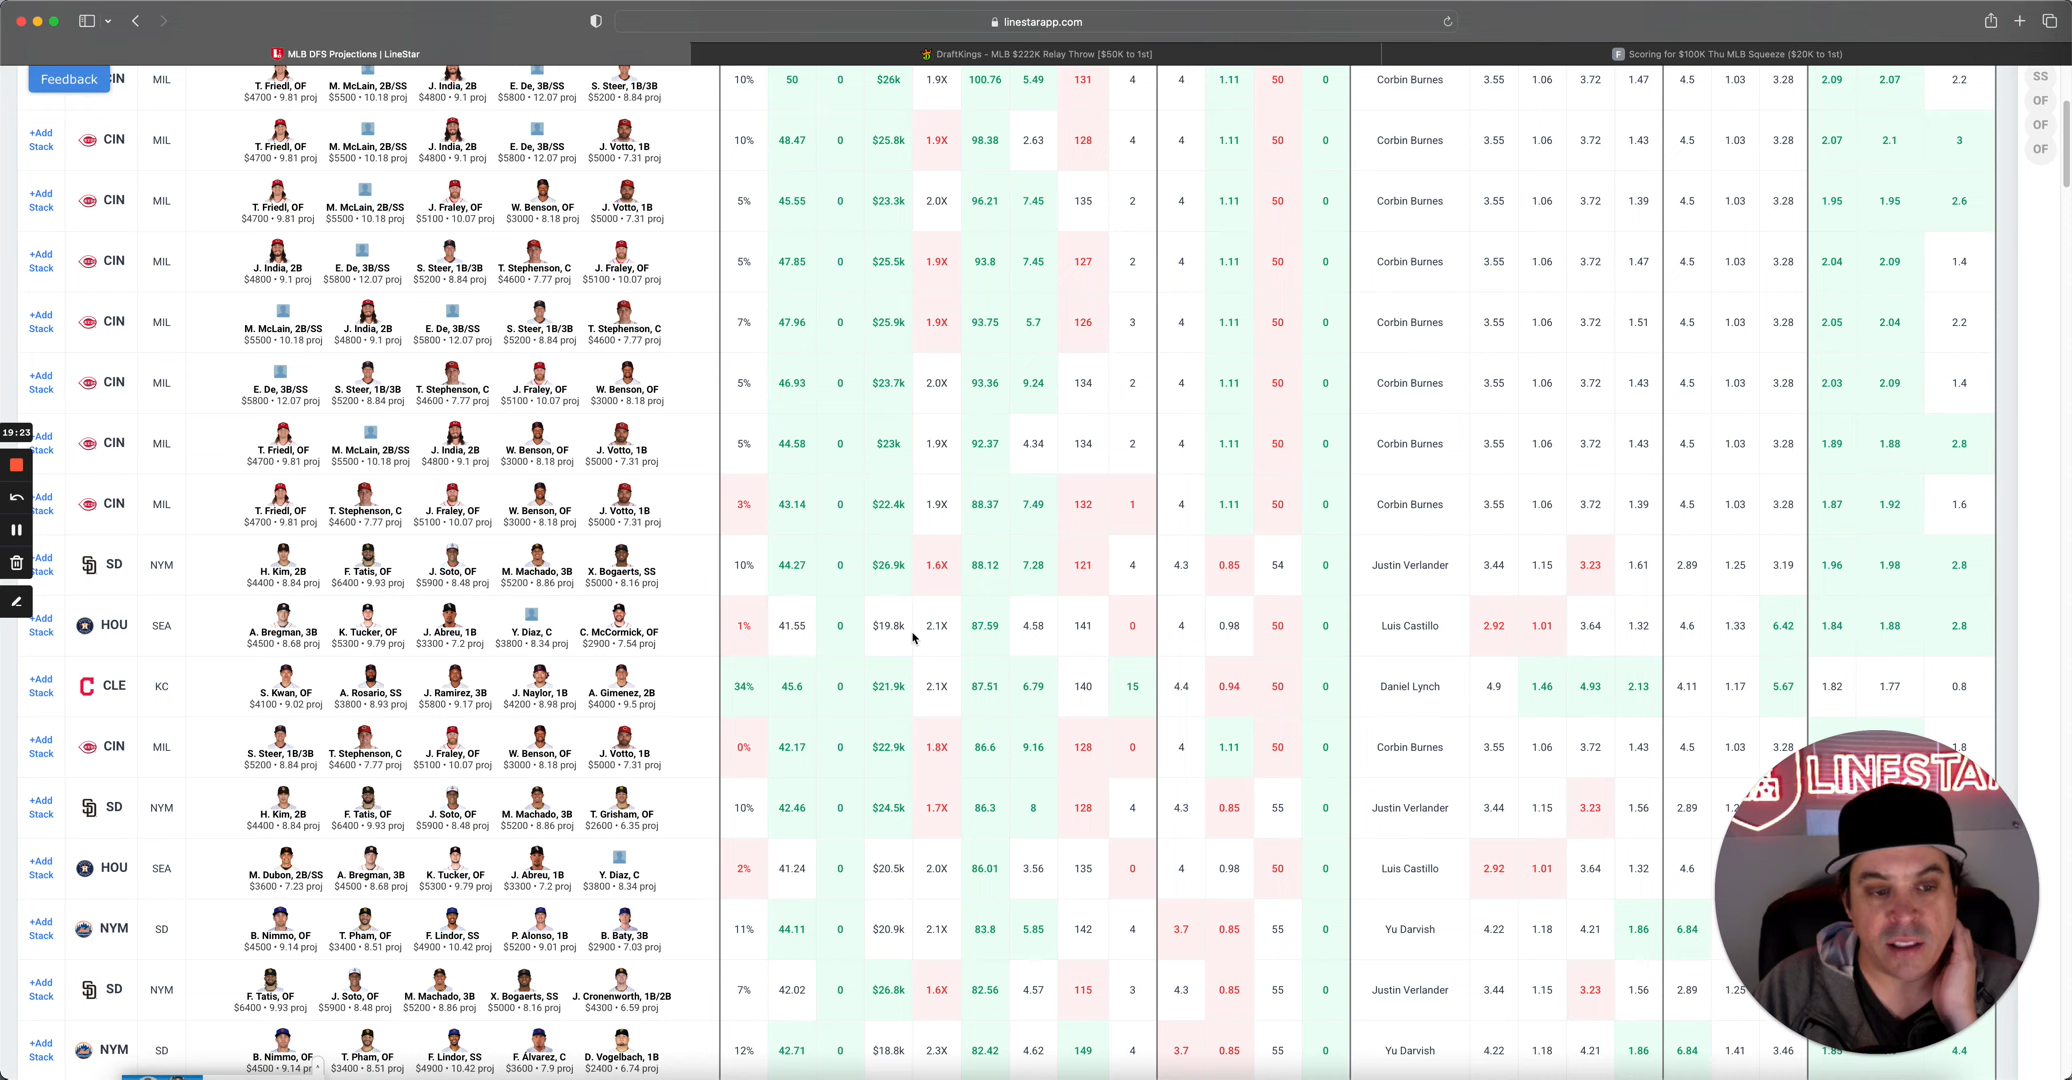 linestarapp.com
MLB DFS Projections | LineStar
DraftKings - MLB $222K Relay Throw [$50K to 1st]
F Scoring for $100K Thu MLB Squeeze ($20K to 1st)
Feedback
CIN MIL T. Friedl, OF M. McLain, 2B/SS J. India, 2B E. De, 3B/SS S. Steer, 1B/3B 10% 50 0 $26k 1.9X 100.76 5.49 131 4 4 1.11 50 0 Corbin Burnes 3.55 1.06 3.72 1.47 4.5 1.03 3.28 2.09 2.07 2.2
$4700 • 9.81 proj $5500 • 10.18 proj $4800 • 9.1 proj $5800 • 12.07 proj $5200 • 8.84 proj
SS
OF
OF
OF
+Add Stack CIN MIL T. Friedl, OF M. McLain, 2B/SS J. India, 2B E. De, 3B/SS J. Votto, 1B 10% 48.47 0 $25.8k 1.9X 98.38 2.63 128 4 4 1.11 50 0 Corbin Burnes 3.55 1.06 3.72 1.47 4.5 1.03 3.28 2.07 2.1 3
$4700 • 9.81 proj $5500 • 10.18 proj $4800 • 9.1 proj $5800 • 12.07 proj $5000 • 7.31 proj
+Add Stack CIN MIL T. Friedl, OF M. McLain, 2B/SS J. Fraley, OF W. Benson, OF J. Votto, 1B 5% 45.55 0 $23.3k 2.0X 96.21 7.45 135 2 4 1.11 50 0 Corbin Burnes 3.55 1.06 3.72 1.39 4.5 1.03 3.28 1.95 1.95 2.6
$4700 • 9.81 proj $5500 • 10.18 proj $5100 • 10.07 proj $3000 • 8.18 proj $5000 • 7.31 proj
+Add Stack CIN MIL J. India, 2B E. De, 3B/SS S. Steer, 1B/3B T. Stephenson, C J. Fraley, OF 5% 47.85 0 $25.5k 1.9X 93.8 7.45 127 2 4 1.11 50 0 Corbin Burnes 3.55 1.06 3.72 1.47 4.5 1.03 3.28 2.04 2.09 1.4
$4800 • 9.1 proj $5800 • 12.07 proj $5200 • 8.84 proj $4600 • 7.77 proj $5100 • 10.07 proj
+Add Stack CIN MIL M. McLain, 2B/SS J. India, 2B E. De, 3B/SS S. Steer, 1B/3B T. Stephenson, C 7% 47.96 0 $25.9k 1.9X 93.75 5.7 126 3 4 1.11 50 0 Corbin Burnes 3.55 1.06 3.72 1.51 4.5 1.03 3.28 2.05 2.04 2.2
$5500 • 10.18 proj $4800 • 9.1 proj $5800 • 12.07 proj $5200 • 8.84 proj $4600 • 7.77 proj
+Add Stack CIN MIL E. De, 3B/SS S. Steer, 1B/3B T. Stephenson, C J. Fraley, OF W. Benson, OF 5% 46.93 0 $23.7k 2.0X 93.36 9.24 134 2 4 1.11 50 0 Corbin Burnes 3.55 1.06 3.72 1.43 4.5 1.03 3.28 2.03 2.09 1.4
$5800 • 12.07 proj $5200 • 8.84 proj $4600 • 7.77 proj $5100 • 10.07 proj $3000 • 8.18 proj
19:23
Add Stack CIN MIL T. Friedl, OF M. McLain, 2B/SS J. India, 2B W. Benson, OF J. Votto, 1B 5% 44.58 0 $23k 1.9X 92.37 4.34 134 2 4 1.11 50 0 Corbin Burnes 3.55 1.06 3.72 1.43 4.5 1.03 3.28 1.89 1.88 2.8
$4700 • 9.81 proj $5500 • 10.18 proj $4800 • 9.1 proj $3000 • 8.18 proj $5000 • 7.31 proj
Add Stack CIN MIL T. Friedl, OF T. Stephenson, C J. Fraley, OF W. Benson, OF J. Votto, 1B 3% 43.14 0 $22.4k 1.9X 88.37 7.49 132 1 4 1.11 50 0 Corbin Burnes 3.55 1.06 3.72 1.39 4.5 1.03 3.28 1.87 1.92 1.6
$4700 • 9.81 proj $4600 • 7.77 proj $5100 • 10.07 proj $3000 • 8.18 proj $5000 • 7.31 proj
Add Stack SD NYM H. Kim, 2B F. Tatis, OF J. Soto, OF M. Machado, 3B X. Bogaerts, SS 10% 44.27 0 $26.9k 1.6X 88.12 7.28 121 4 4.3 0.85 54 0 Justin Verlander 3.44 1.15 3.23 1.61 2.89 1.25 3.19 1.96 1.98 2.8
$4400 • 8.84 proj $6400 • 9.93 proj $5900 • 8.48 proj $5200 • 8.86 proj $5000 • 8.16 proj
+Add Stack HOU SEA A. Bregman, 3B K. Tucker, OF J. Abreu, 1B Y. Diaz, C C. McCormick, OF 1% 41.55 0 $19.8k 2.1X 87.59 4.58 141 0 4 0.98 50 0 Luis Castillo 2.92 1.01 3.64 1.32 4.6 1.33 6.42 1.84 1.88 2.8
$4500 • 8.68 proj $5300 • 9.79 proj $3300 • 7.2 proj $3800 • 8.34 proj $2900 • 7.54 proj
+Add Stack CLE KC S. Kwan, OF A. Rosario, SS J. Ramirez, 3B J. Naylor, 1B A. Gimenez, 2B 34% 45.6 0 $21.9k 2.1X 87.51 6.79 140 15 4.4 0.94 50 0 Daniel Lynch 4.9 1.46 4.93 2.13 4.11 1.17 5.67 1.82 1.77 0.8
$4100 • 9.02 proj $3800 • 8.93 proj $5800 • 9.17 proj $4200 • 8.98 proj $4000 • 9.5 proj
+Add Stack CIN MIL S. Steer, 1B/3B T. Stephenson, C J. Fraley, OF W. Benson, OF J. Votto, 1B 0% 42.17 0 $22.9k 1.8X 86.6 9.16 128 0 4 1.11 50 0 Corbin Burnes 3.55 1.06 3.72 1.43 4.5 1.03 3.28 1.8
$5200 • 8.84 proj $4600 • 7.77 proj $5100 • 10.07 proj $3000 • 8.18 proj $5000 • 7.31 proj
LINESTA
+Add Stack SD NYM H. Kim, 2B F. Tatis, OF J. Soto, OF M. Machado, 3B T. Grisham, OF 10% 42.46 0 $24.5k 1.7X 86.3 8 128 4 4.3 0.85 55 0 Justin Verlander 3.44 1.15 3.23 1.56 2.89
$4400 • 8.84 proj $6400 • 9.93 proj $5900 • 8.48 proj $5200 • 8.86 proj $2600 • 6.35 proj
+Add Stack HOU SEA M. Dubon, 2B/SS A. Bregman, 3B K. Tucker, OF J. Abreu, 1B Y. Diaz, C 2% 41.24 0 $20.5k 2.0X 86.01 3.56 135 0 4 0.98 50 0 Luis Castillo 2.92 1.01 3.64 1.32 4.6
$3600 • 7.23 proj $4500 • 8.68 proj $5300 • 9.79 proj $3300 • 7.2 proj $3800 • 8.34 proj
+Add Stack NYM SD B. Nimmo, OF T. Pham, OF F. Lindor, SS P. Alonso, 1B B. Baty, 3B 11% 44.11 0 $20.9k 2.1X 83.8 5.85 142 4 3.7 0.85 55 0 Yu Darvish 4.22 1.18 4.21 1.86 6.84
$4500 • 9.14 proj $3400 • 8.51 proj $4900 • 10.42 proj $5200 • 9.01 proj $2900 • 7.03 proj
+Add Stack SD NYM F. Tatis, OF J. Soto, OF M. Machado, 3B X. Bogaerts, SS J. Cronenworth, 1B/2B 7% 42.02 0 $26.8k 1.6X 82.56 4.57 115 3 4.3 0.85 55 0 Justin Verlander 3.44 1.15 3.23 1.56 2.89 1.25
$6400 • 9.93 proj $5900 • 8.48 proj $5200 • 8.86 proj $5000 • 8.16 proj $4300 • 6.59 proj
+Add Stack NYM SD B. Nimmo, OF T. Pham, OF F. Lindor, SS F. Alvarez, C D. Vogelbach, 1B 12% 42.71 0 $18.8k 2.3X 82.42 4.62 149 4 3.7 0.85 55 0 Yu Darvish 4.22 1.18 4.21 1.86 6.84 1.41 3.46 4.4
$4500 • 9.14 pr $3400 • 8.51 proj $4900 • 10.42 proj $3600 • 7.9 proj $2400 • 6.74 proj